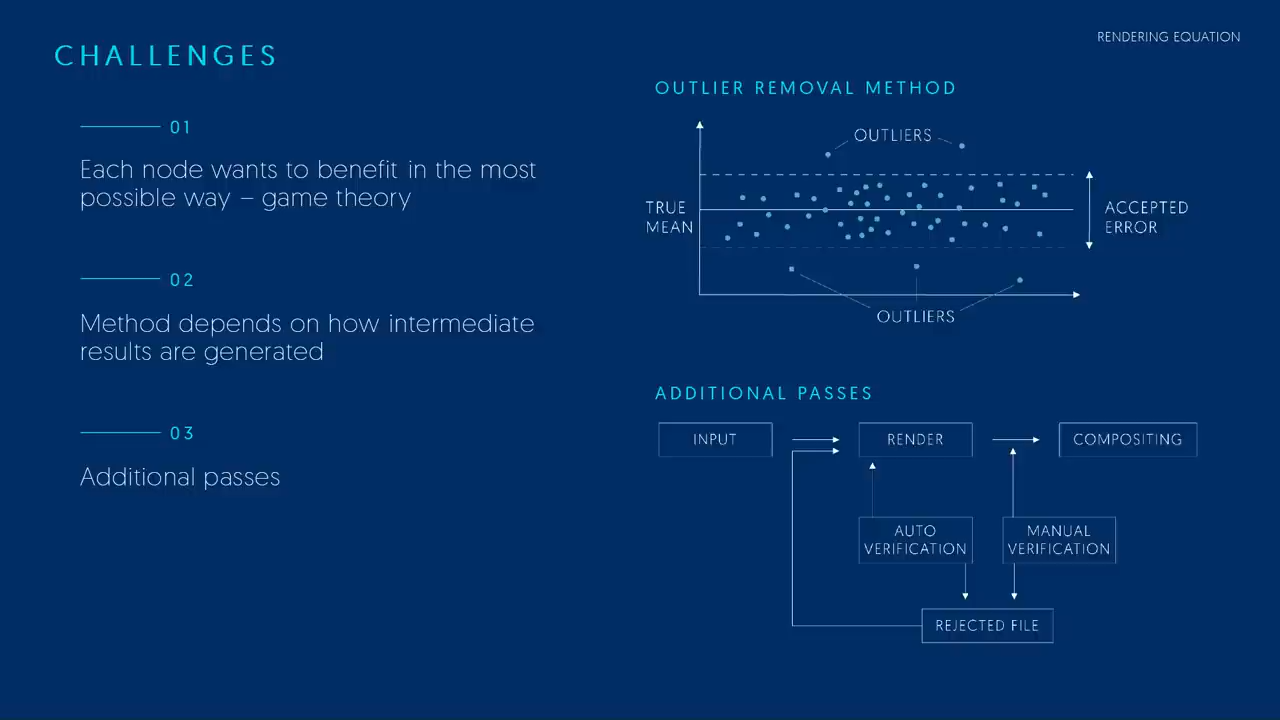 CHALLENGES
RENDERING EQUATION
01
Each node wants to benefit in the most
possible way – game theory
02
Method depends on how intermediate
results are generated
03
Additional passes
OUTLIER REMOVAL METHOD
OUTLIERS
TRUE
MEAN
ACCEPTED
ERROR
OUTLIERS
ADDITIONAL PASSES
INPUT
RENDER
COMPOSITING
AUTO
VERIFICATION
MANUAL
VERIFICATION
REJECTED FILE